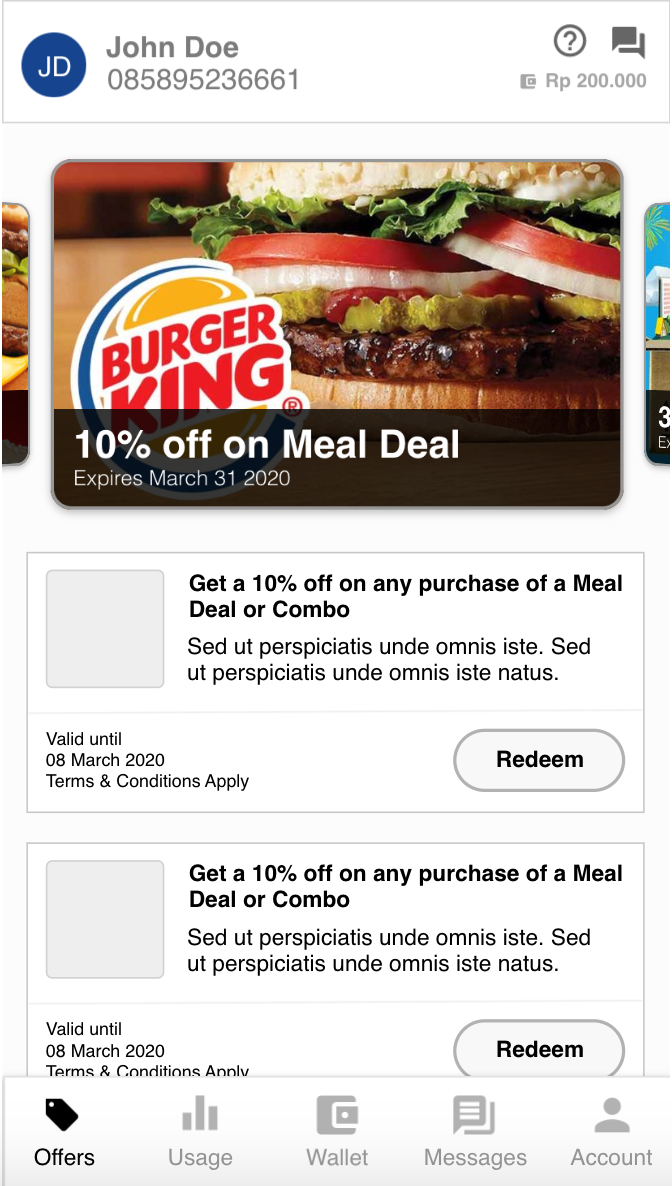 JD
John Doe
085895236661
Rp 200.000
BURGER
KING
®
10% off on Meal Deal
Expires March 31 2020
3
Ex
Get a 10% off on any purchase of a Meal
Deal or Combo
Sed ut perspiciatis unde omnis iste. Sed
ut perspiciatis unde omnis iste natus.
Valid until
08 March 2020
Terms & Conditions Apply
Redeem
Get a 10% off on any purchase of a Meal
Deal or Combo
Sed ut perspiciatis unde omnis iste. Sed
ut perspiciatis unde omnis iste natus.
Valid until
08 March 2020
Terms & Conditions Apply
Redeem
Offers
Usage
Wallet
Messages
Account